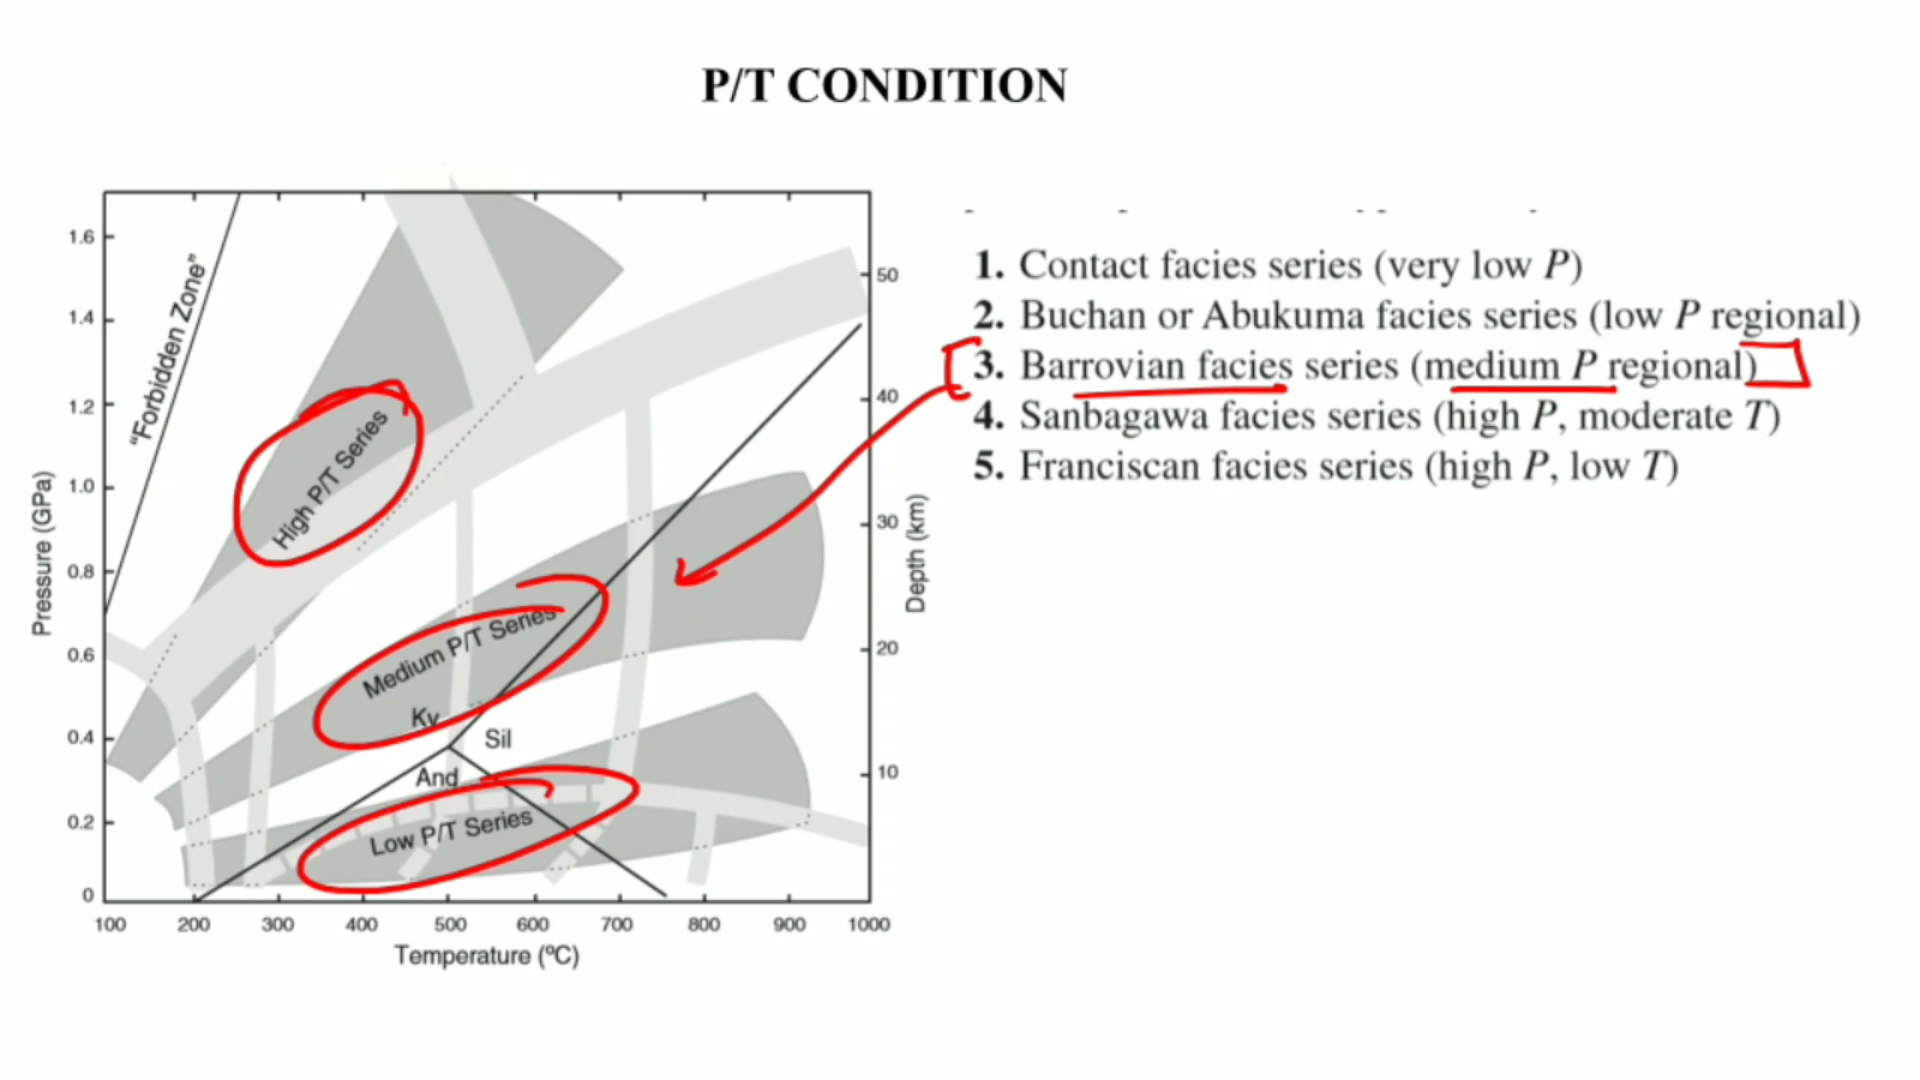 P/T CONDITION
"Forbidden Zone"
High P/T Series
Medium P/T Series
Ky
Sil
And
Low P/T Series
Pressure (GPa)
1.6
1.4
1.2
1.0
0.8
0.6
0.4
0.2
0
100 200 300 400 500 600 700 800 900 1000
Temperature (ºC)
50
40
30
20
10
Depth (km)
1. Contact facies series (very low P)
2. Buchan or Abukuma facies series (low P regional)
3. Barrovian facies series (medium P regional)
4. Sanbagawa facies series (high P, moderate T)
5. Franciscan facies series (high P, low T)